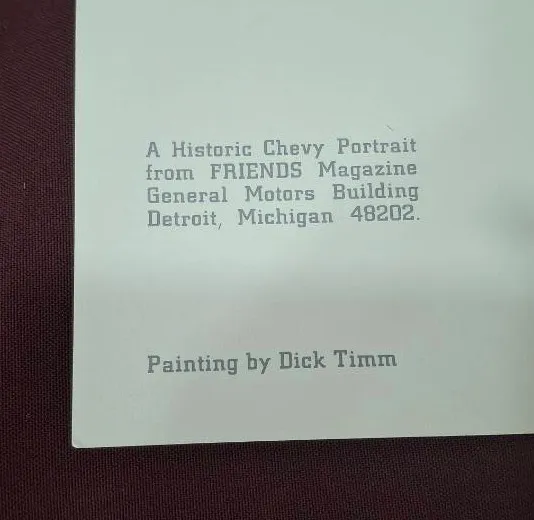 A Historic Chevy Portrait
from FRIENDS Magazine
General Motors Building
Detroit, Michigan 48202.
Painting by Dick Timm